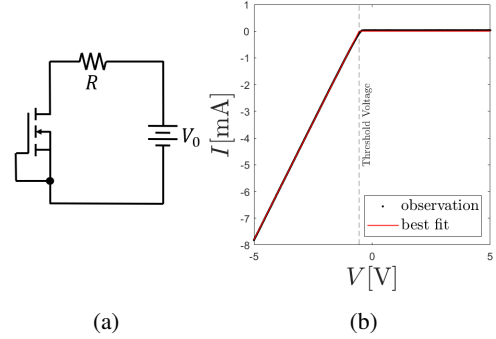 R
V₀
(a)
I[mA]
1
0
-1
-2
-3
-4
-5
-6
-7
-8
Threshold Voltage
observation
best fit
-5
0
5
V[V]
(b)